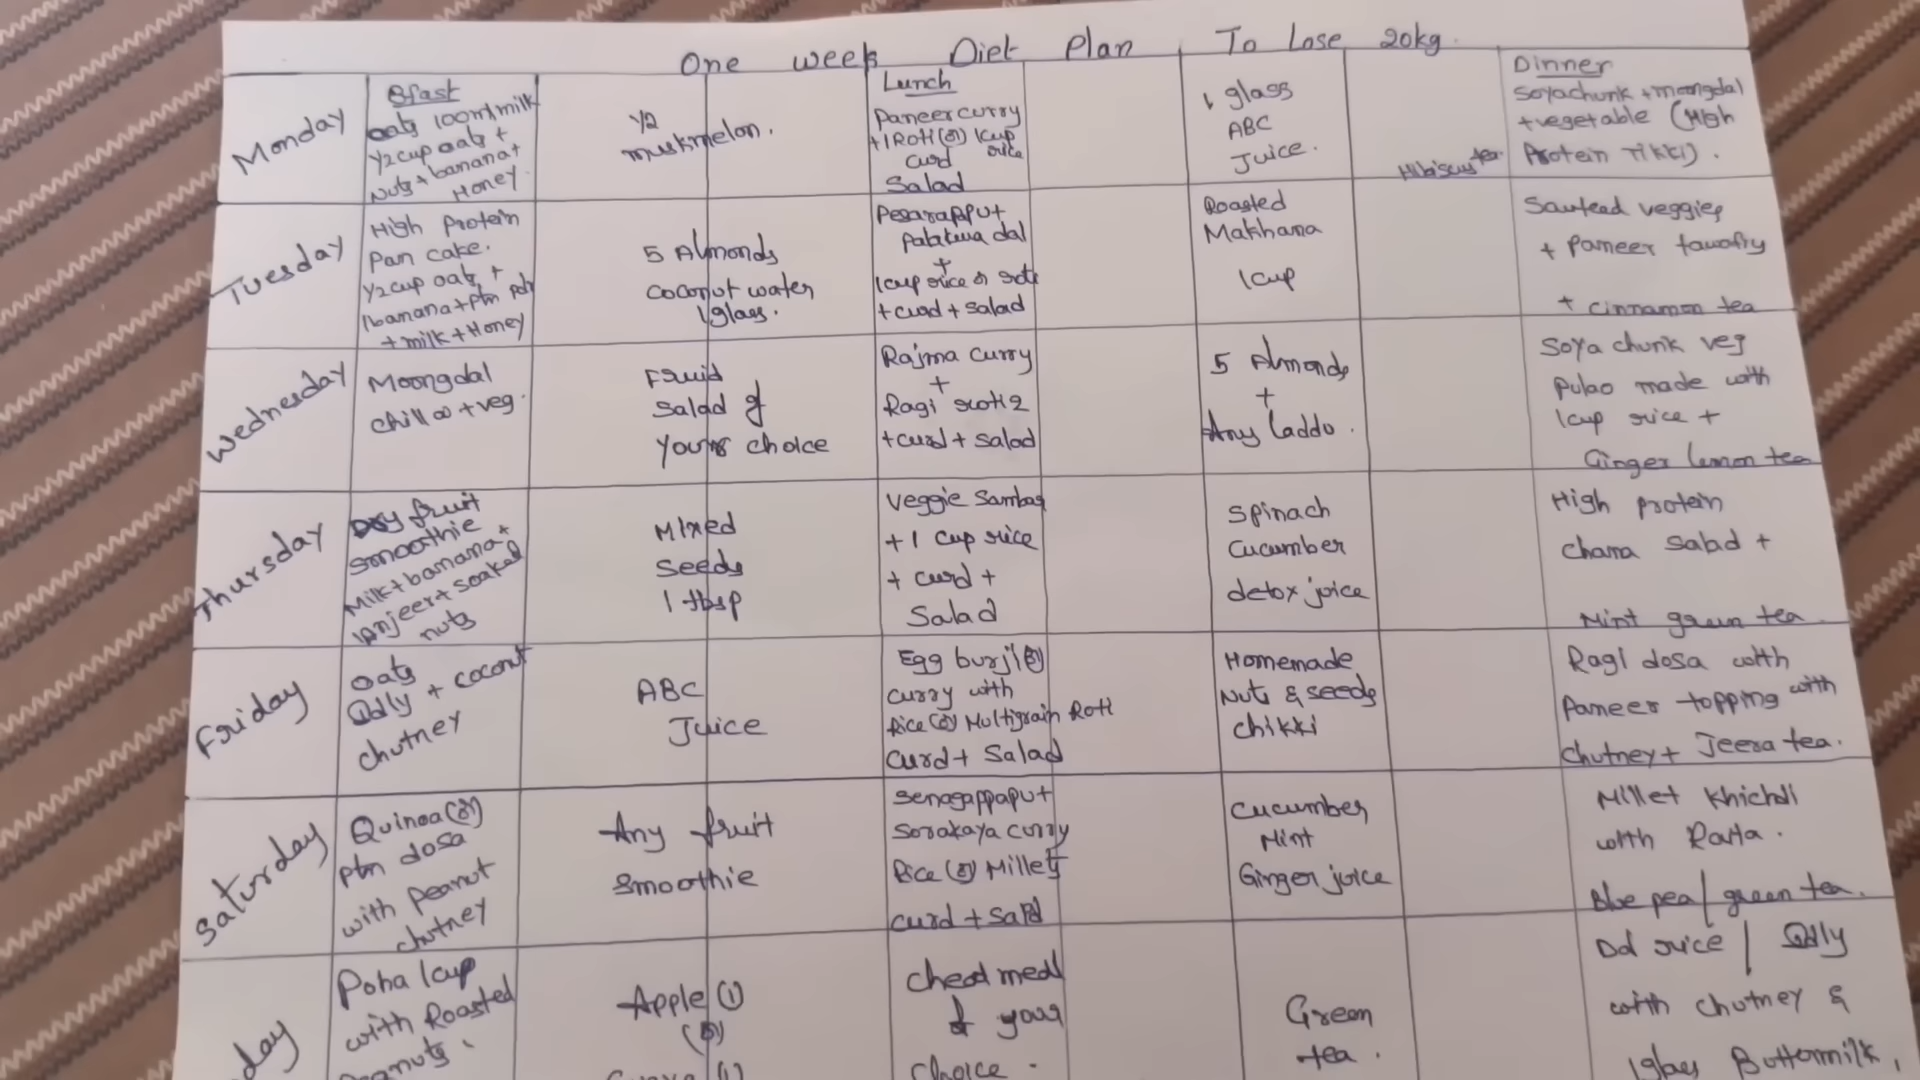 One week Diet Plan To Lose 20kg.
Monday
Bfast
oats 100ml milk
1/2 cup oats +
Nuts + banana +
Honey.
1/2
muskmelon.
Lunch
Paneer curry
+ 1 Roti (or) 1 cup
curd rice
Salad
1 glass
ABC
Juice.
Hibiscus tea
Dinner
Soyachunk + moongdal
+ vegetable (High
Protein Tikki).
Tuesday
High Protein
Pan cake.
1/2 cup oats +
1 banana + ptn pdr
+ milk + Honey
5 Almonds
coconut water
1 glass.
Pesarappu +
palakura dal
+
1 cup rice or roti
+ curd + salad
Roasted
Makhana
1 cup
Sauteed veggies
+ Paneer tawafry
+ cinnamon tea
Wednesday
Moongdal
chilla + veg.
Fruid
Salad of
Your choice
Rajma curry
+
Ragi roti 2
+ curd + salad
5 Almonds
+
Any Laddo.
Soya chunk veg
Pulao made with
1 cup rice +
Ginger lemon tea
Thursday
Dry fruit
smoothie
Milk + banana +
1 anjeer + soaked
nuts
Mixed
Seeds
1 tbsp
Veggie Sambar
+ 1 cup rice
+ curd +
Salad
Spinach
Cucumber
detox juice
High protein
Chana Salad +
Mint green tea
Friday
oats
Idly + coconut
chutney
ABC
Juice
Egg burji (or)
curry with
Rice (or) Multigrain Roti
curd + Salad
Homemade
Nuts & seeds
chikki
Ragi dosa with
Paneer topping with
chutney + Jeera tea.
Saturday
Quinoa (or)
ptn dosa
with peanut
chutney
Any fruit
Smoothie
Senagappapu +
Sorakaya curry
Rice (or) Millets
curd + Salad
Cucumber
Mint
Ginger juice
Millet Khichdi
with Raita.
Blue pea / green tea.
day
Poha 1 cup
with Roasted
Peanuts.
Apple (1)
(or)
Guava (1)
Cheat meal
of your
choice.
Green
tea.
Dd rice / Idly
with chutney &
1 glass Buttermilk.